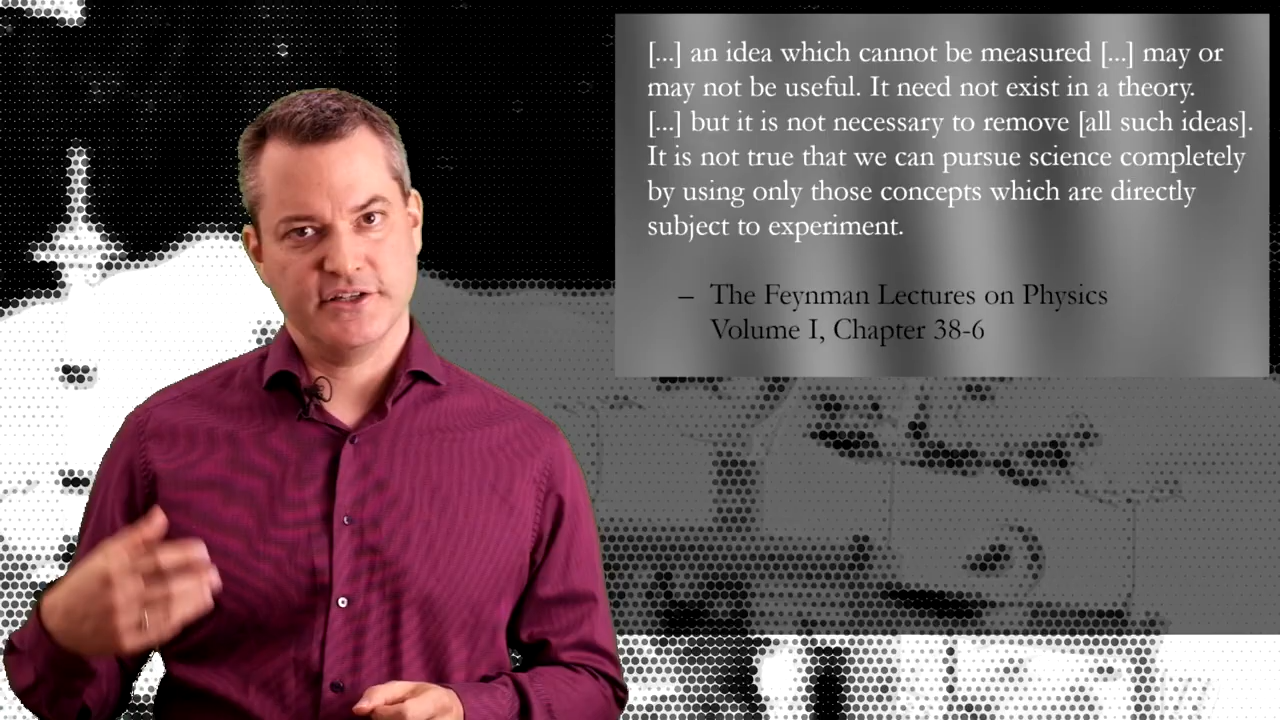 [...] an idea which cannot be measured [...] may or
may not be useful. It need not exist in a theory.
[...] but it is not necessary to remove [all such ideas].
It is not true that we can pursue science completely
by using only those concepts which are directly
subject to experiment.
– The Feynman Lectures on Physics
Volume I, Chapter 38-6